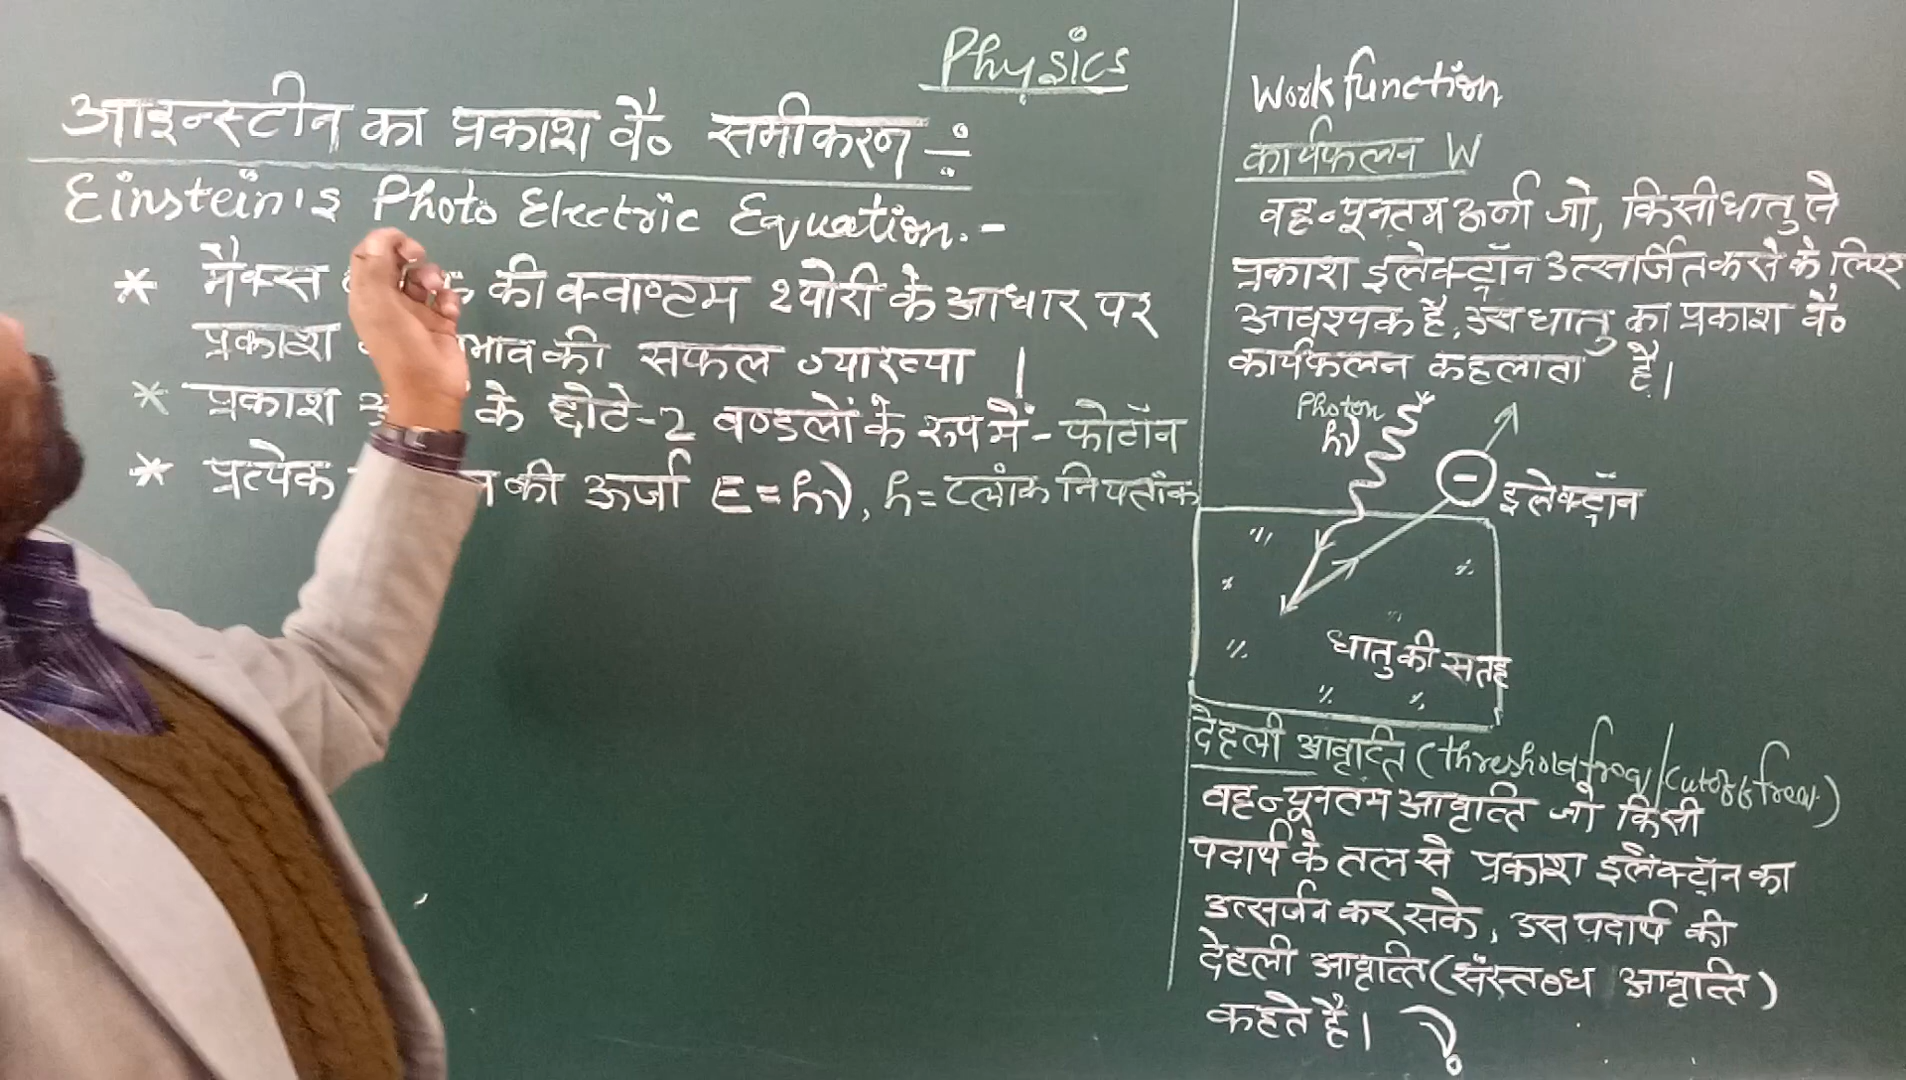 Physics
आइन्स्टीन का प्रकाश वै० समीकरण ÷
Einstein's Photo Electric Equation.-
* मैक्स की क्वाण्टम थ्योरी के आधार पर
प्रकाश की सफल व्याख्या ।
* प्रकाश के छोटे-2 बण्डलों के रूप में - फोटॉन
* प्रत्येक की ऊर्जा E = hν, h = प्लांक नियतांक
Work function
कार्यफलन W
वह न्यूनतम ऊर्जा जो, किसी धातु से
प्रकाश इलेक्ट्रॉन उत्सर्जित करने के लिए
आवश्यक है, उस धातु का प्रकाश वै०
कार्यफलन कहलाता है।
Photon
hν
इलेक्ट्रॉन
धातु की सतह
देहली आवृत्ति (threshold freq/cutoff freq.)
वह न्यूनतम आवृत्ति जो किसी
पदार्थ के तल से प्रकाश इलैक्ट्रॉन का
उत्सर्जन कर सके, उस पदार्थ की
देहली आवृत्ति (संस्तब्ध आवृत्ति)
कहते हैं। ν₀